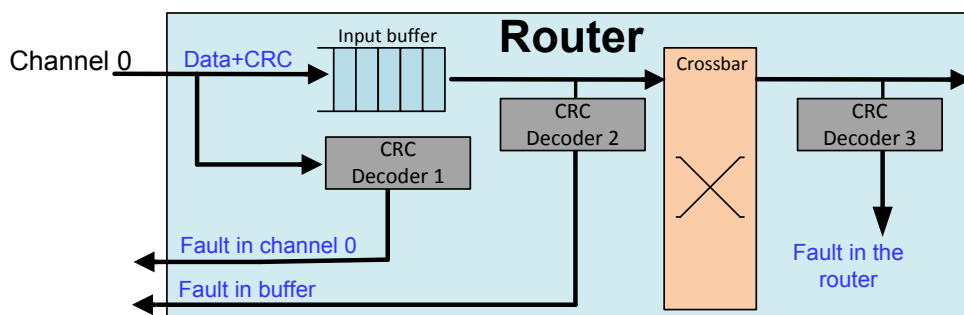 Router
Input buffer
Channel 0
Data+CRC
Crossbar
CRC
Decoder 1
CRC
Decoder 2
CRC
Decoder 3
Fault in channel 0
Fault in buffer
Fault in the
router